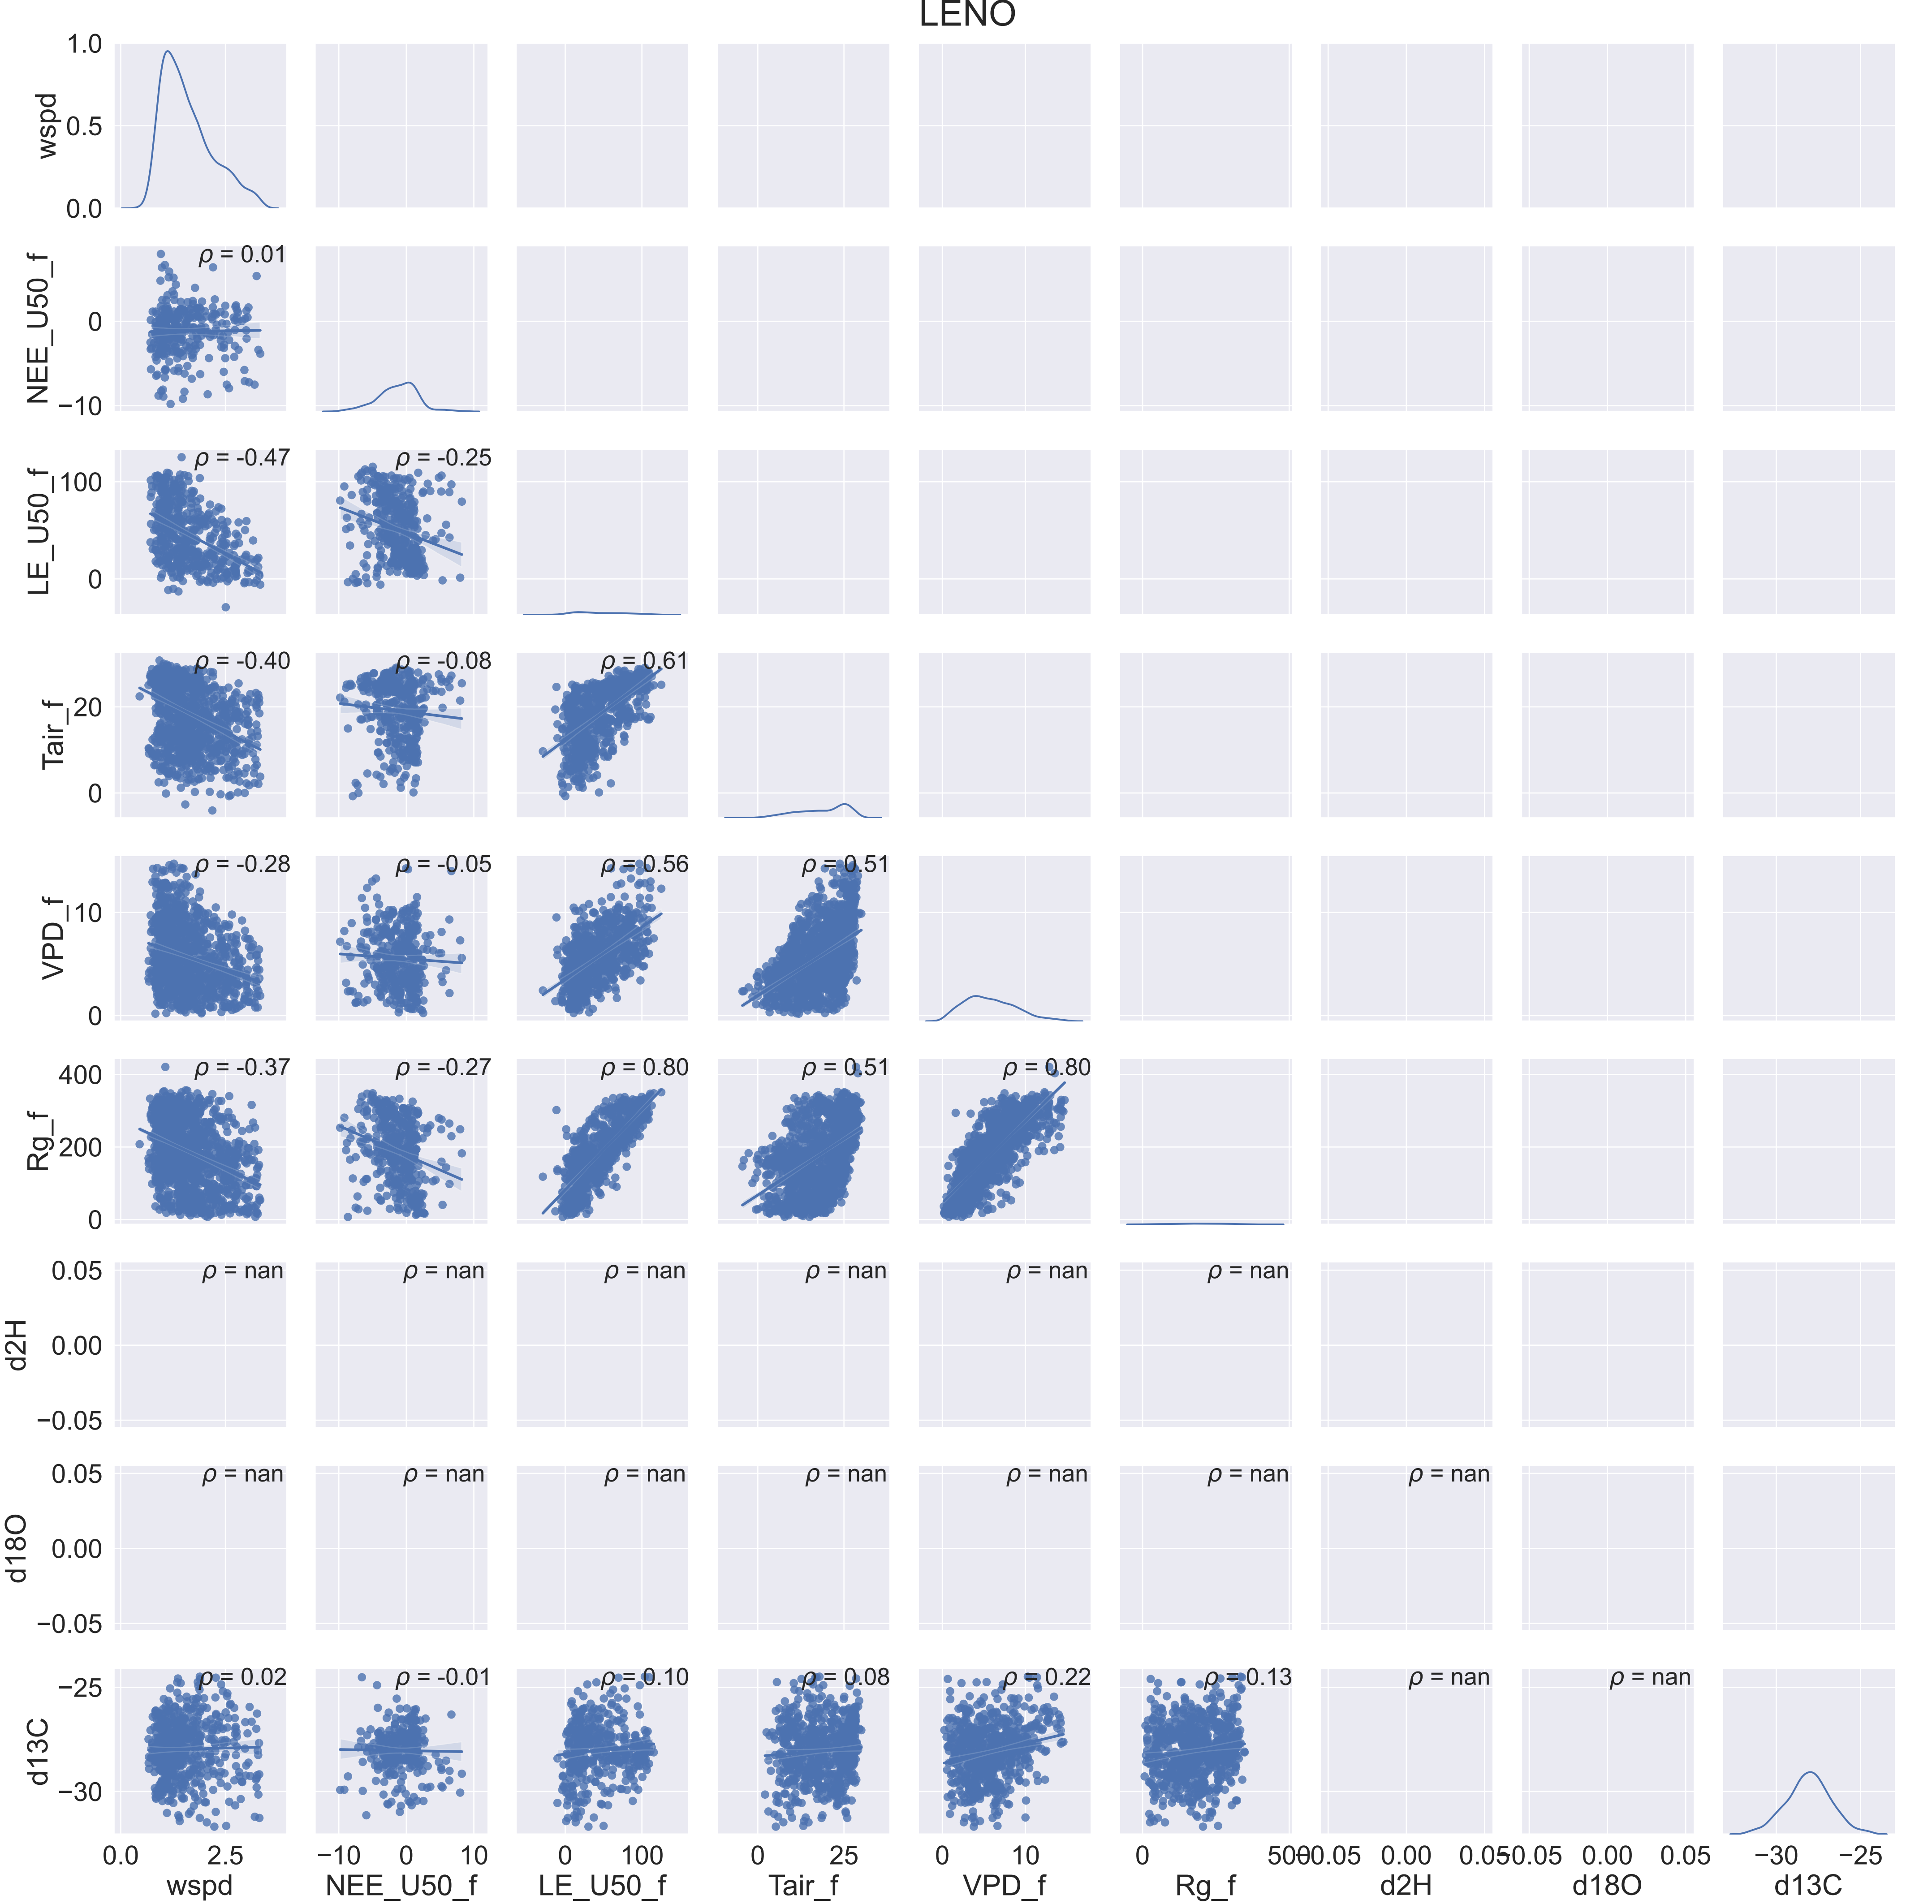 LENO
1.0
0.5
0.0
wspd
ρ = 0.01
0
−10
NEE_U50_f
ρ = -0.47 ρ = -0.25
100
0
LE_U50_f
ρ = -0.40 ρ = -0.08 ρ = 0.61
20
0
Tair_f
ρ = -0.28 ρ = -0.05 ρ = 0.56 ρ = 0.51
10
0
VPD_f
ρ = -0.37 ρ = -0.27 ρ = 0.80 ρ = 0.51 ρ = 0.80
400
200
0
Rg_f
ρ = nan ρ = nan ρ = nan ρ = nan ρ = nan ρ = nan
0.05
0.00
−0.05
d2H
ρ = nan ρ = nan ρ = nan ρ = nan ρ = nan ρ = nan ρ = nan
0.05
0.00
−0.05
d18O
ρ = 0.02 ρ = -0.01 ρ = 0.10 ρ = 0.08 ρ = 0.22 ρ = 0.13 ρ = nan ρ = nan
−25
−30
d13C
0.0 2.5 −10 0 10 0 100 0 25 0 10 0 500 −0.05 0.00 0.05 −0.05 0.00 0.05 −30 −25
wspd NEE_U50_f LE_U50_f Tair_f VPD_f Rg_f d2H d18O d13C